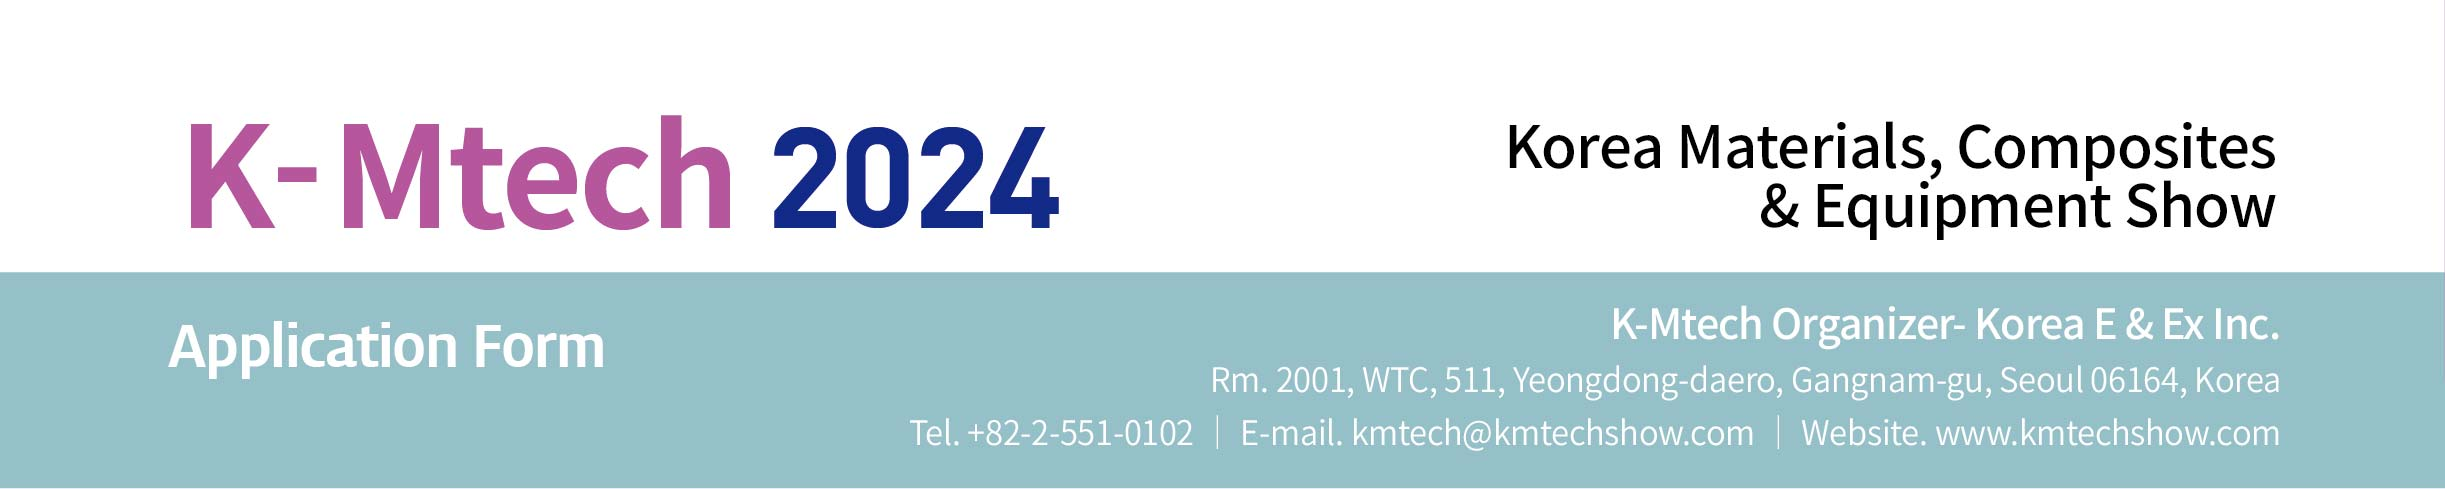 K-Mtech 2024
Korea Materials, Composites
& Equipment Show
Application Form
K-Mtech Organizer- Korea E & Ex Inc.
Rm. 2001, WTC, 511, Yeongdong-daero, Gangnam-gu, Seoul 06164, Korea
Tel. +82-2-551-0102 | E-mail. kmtech@kmtechshow.com | Website. www.kmtechshow.com